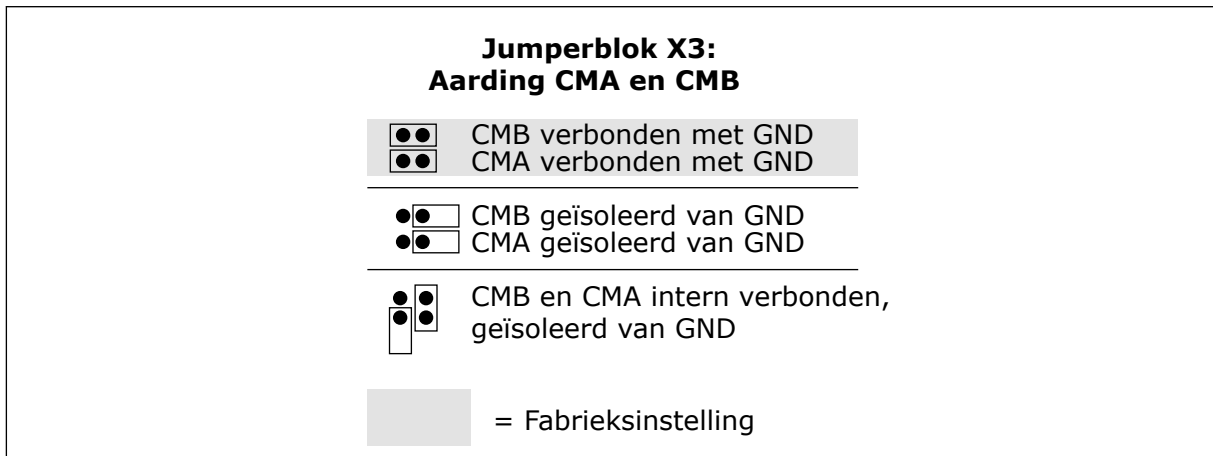 Jumperblok X3:
Aarding CMA en CMB
CMB verbonden met GND
CMA verbonden met GND
CMB geïsoleerd van GND
CMA geïsoleerd van GND
CMB en CMA intern verbonden,
geïsoleerd van GND
= Fabrieksinstelling